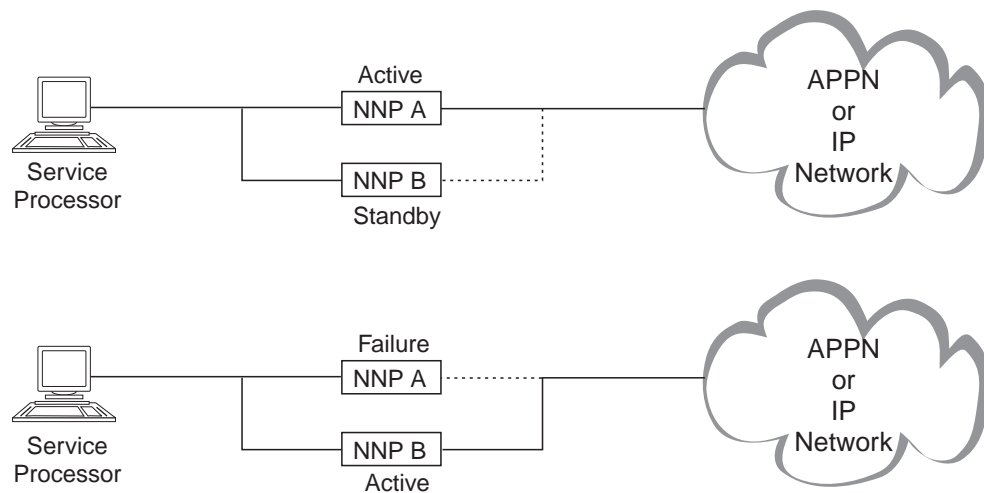 Active
NNP A
NNP B
Standby
Service
Processor
APPN
or
IP
Network
Failure
NNP A
NNP B
Active
Service
Processor
APPN
or
IP
Network